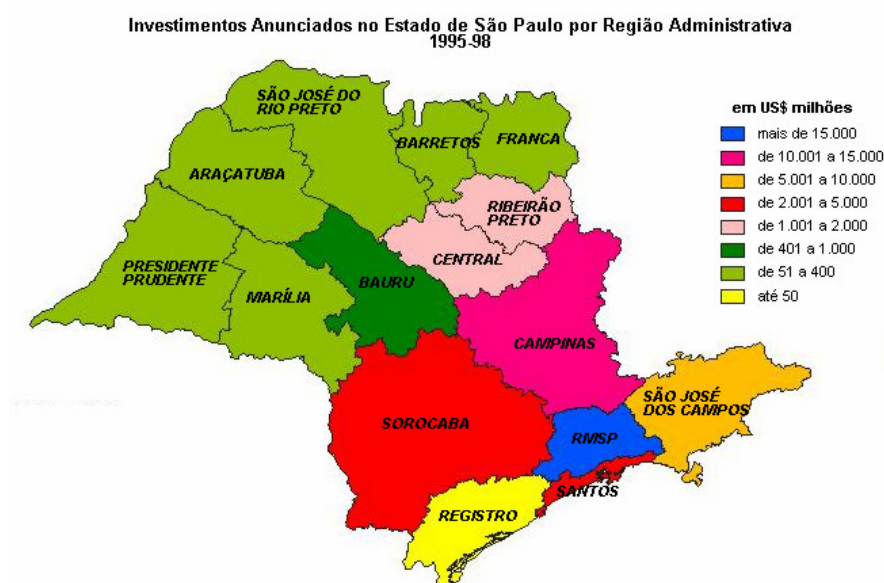 Investimentos Anunciados no Estado de São Paulo por Região Administrativa
1995-98
em US$ milhões
mais de 15.000
de 10.001 a 15.000
de 5.001 a 10.000
de 2.001 a 5.000
de 1.001 a 2.000
de 401 a 1.000
de 51 a 400
até 50
SÃO JOSÉ DO
RIO PRETO
BARRETOS
FRANCA
ARAÇATUBA
RIBEIRÃO
PRETO
CENTRAL
PRESIDENTE
PRUDENTE
MARÍLIA
BAURU
CAMPINAS
SÃO JOSÉ
DOS CAMPOS
SOROCABA
RMSP
SANTOS
REGISTRO